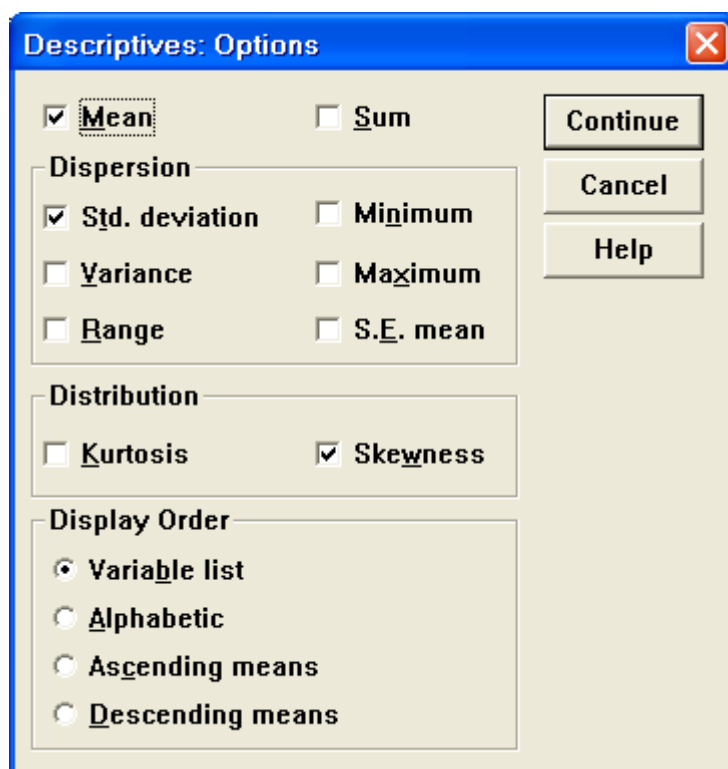 Descriptives: Options
Mean
Sum
Continue
Cancel
Help
Dispersion
Std. deviation
Minimum
Variance
Maximum
Range
S.E. mean
Distribution
Kurtosis
Skewness
Display Order
Variable list
Alphabetic
Ascending means
Descending means